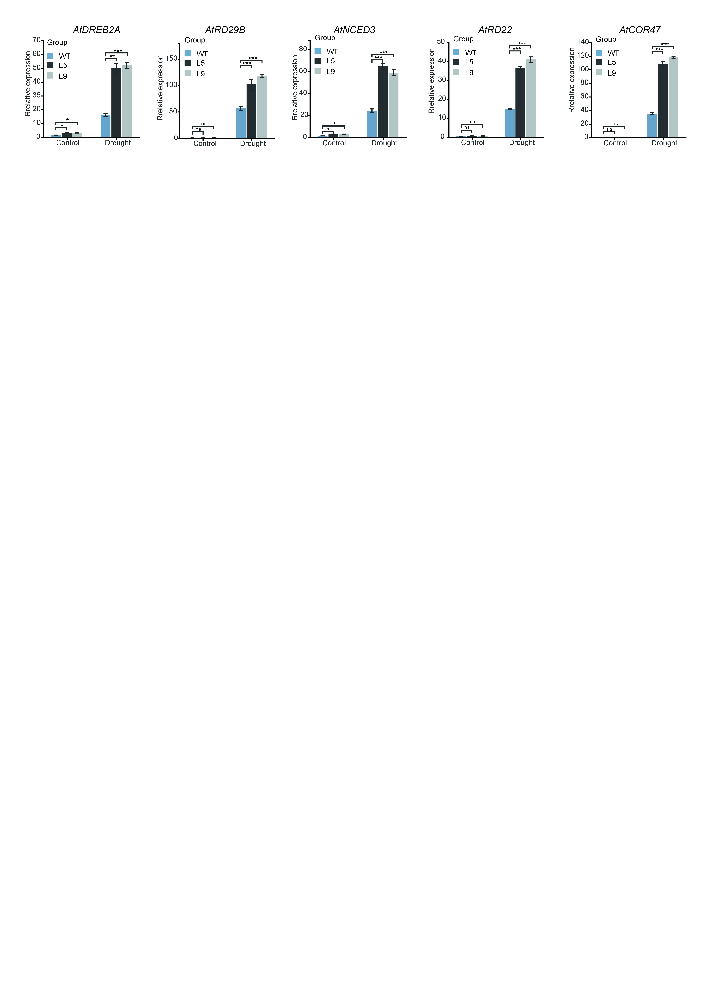 AtDREB2A
Rrelative expression
70
60
50
40
35
20
10
0
Group
WT
L5
L9
*
*
**
***
Control
Drought
AtRD29B
Rrelative expression
150
100
50
0
Group
WT
L5
L9
ns
ns
***
***
Control
Drought
AtNCED3
Rrelative expression
80
60
40
20
0
Group
WT
L5
L9
*
*
***
***
Control
Drought
AtRD22
Rrelative expression
50
40
30
20
10
0
Group
WT
L5
L9
ns
ns
***
***
Control
Drought
AtCOR47
Rrelative expression
140
120
100
80
60
40
20
0
Group
WT
L5
L9
ns
ns
***
***
Control
Drought